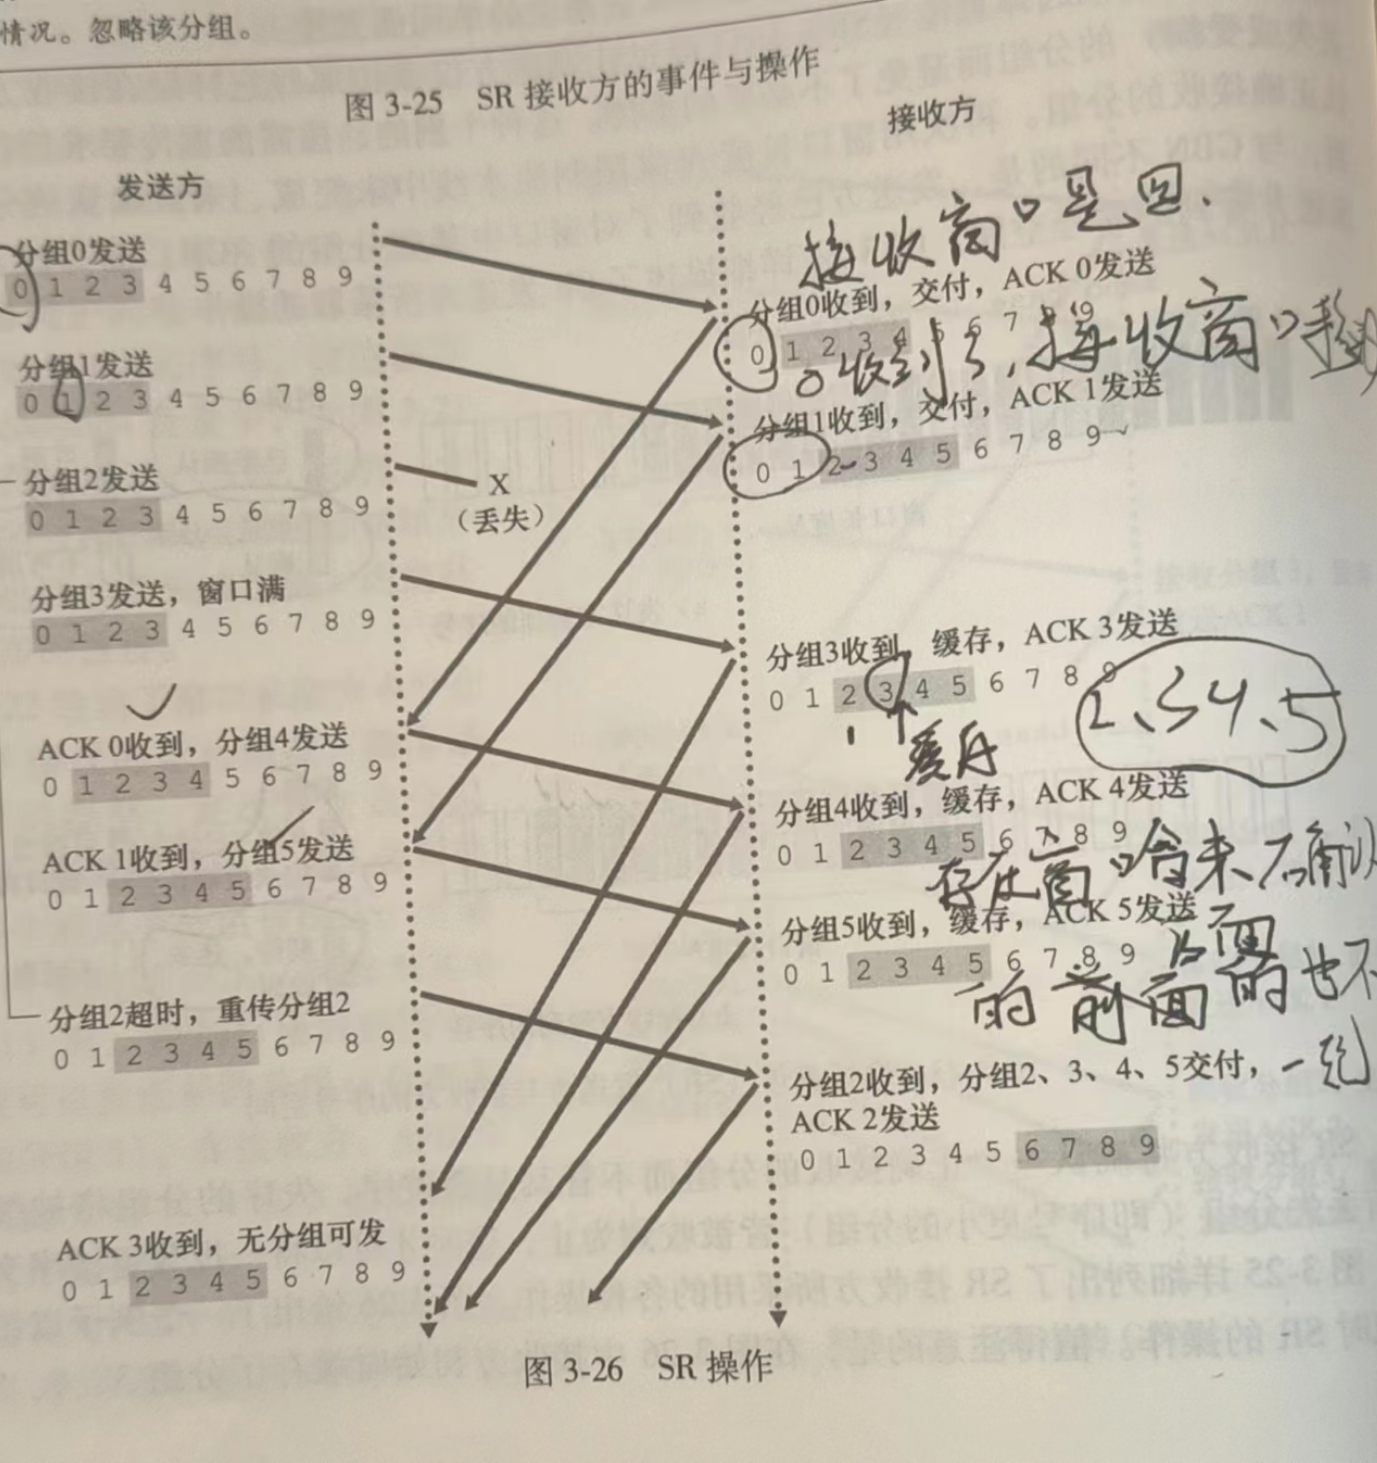 情况。忽略该分组。
图 3-25 SR 接收方的事件与操作
发送方
接收方
接收窗口是四.
分组0发送
0 1 2 3 4 5 6 7 8 9
分组0收到，交付，ACK 0发送
0 1 2 3 4 5 6 7 8 9
0收到了,接收窗口移动
分组1发送
0 1 2 3 4 5 6 7 8 9
分组1收到，交付，ACK 1发送
0 1 2 3 4 5 6 7 8 9
分组2发送
0 1 2 3 4 5 6 7 8 9
X
（丢失）
分组3发送，窗口满
0 1 2 3 4 5 6 7 8 9
分组3收到，缓存，ACK 3发送
0 1 2 3 4 5 6 7 8 9
2、3 4、5
缓存
ACK 0收到，分组4发送
0 1 2 3 4 5 6 7 8 9
分组4收到，缓存，ACK 4发送
0 1 2 3 4 5 6 7 8 9
存在窗口 未 确认
ACK 1收到，分组5发送
0 1 2 3 4 5 6 7 8 9
分组5收到，缓存，ACK 5发送
0 1 2 3 4 5 6 7 8 9
的前面的也不
分组2超时，重传分组2
0 1 2 3 4 5 6 7 8 9
分组2收到，分组2、3、4、5交付，
一起
ACK 2发送
0 1 2 3 4 5 6 7 8 9
ACK 3收到，无分组可发
0 1 2 3 4 5 6 7 8 9
图 3-26 SR 操作